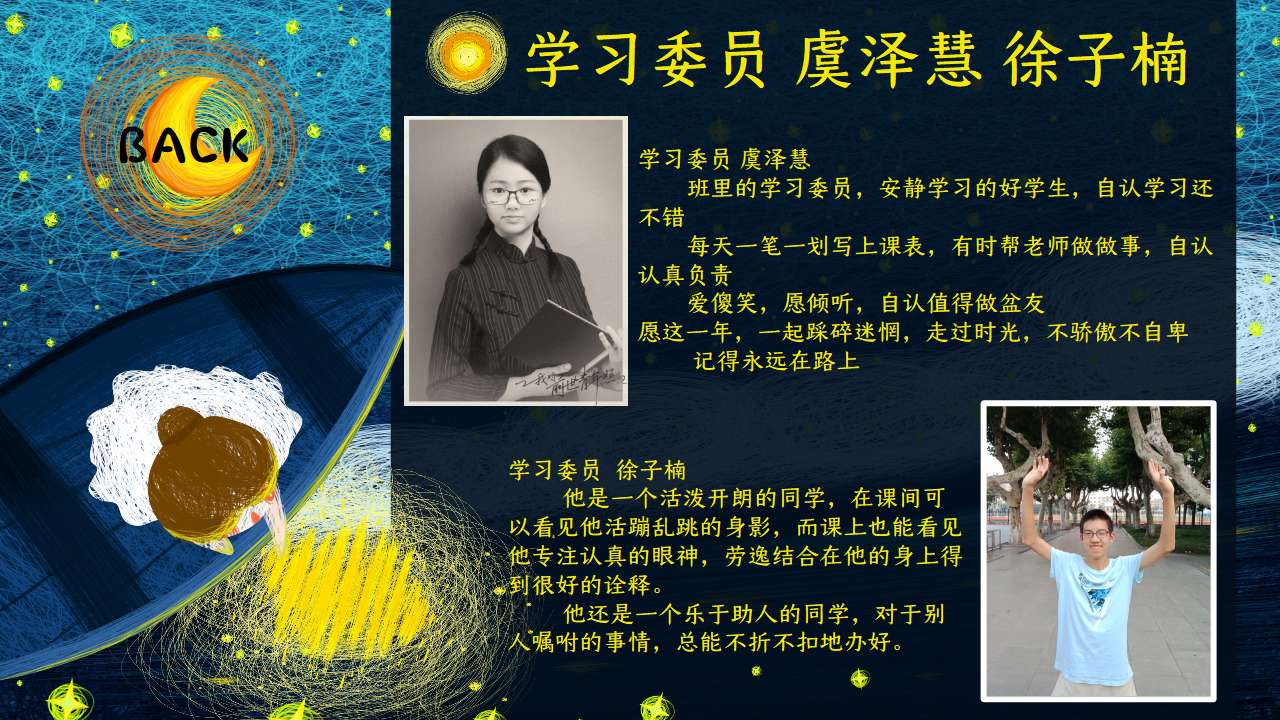 BACK
学习委员 虞泽慧 徐子楠
学习委员 虞泽慧
班里的学习委员，安静学习的好学生，自认学习还
不错
每天一笔一划写上课表，有时帮老师做做事，自认
认真负责
爱傻笑，愿倾听，自认值得做盆友
愿这一年，一起踩碎迷惘，走过时光，不骄傲不自卑
记得永远在路上
学习委员 徐子楠
他是一个活泼开朗的同学，在课间可
以看见他活蹦乱跳的身影，而课上也能看见
他专注认真的眼神，劳逸结合在他的身上得
到很好的诠释。
他还是一个乐于助人的同学，对于别
人嘱咐的事情，总能不折不扣地办好。